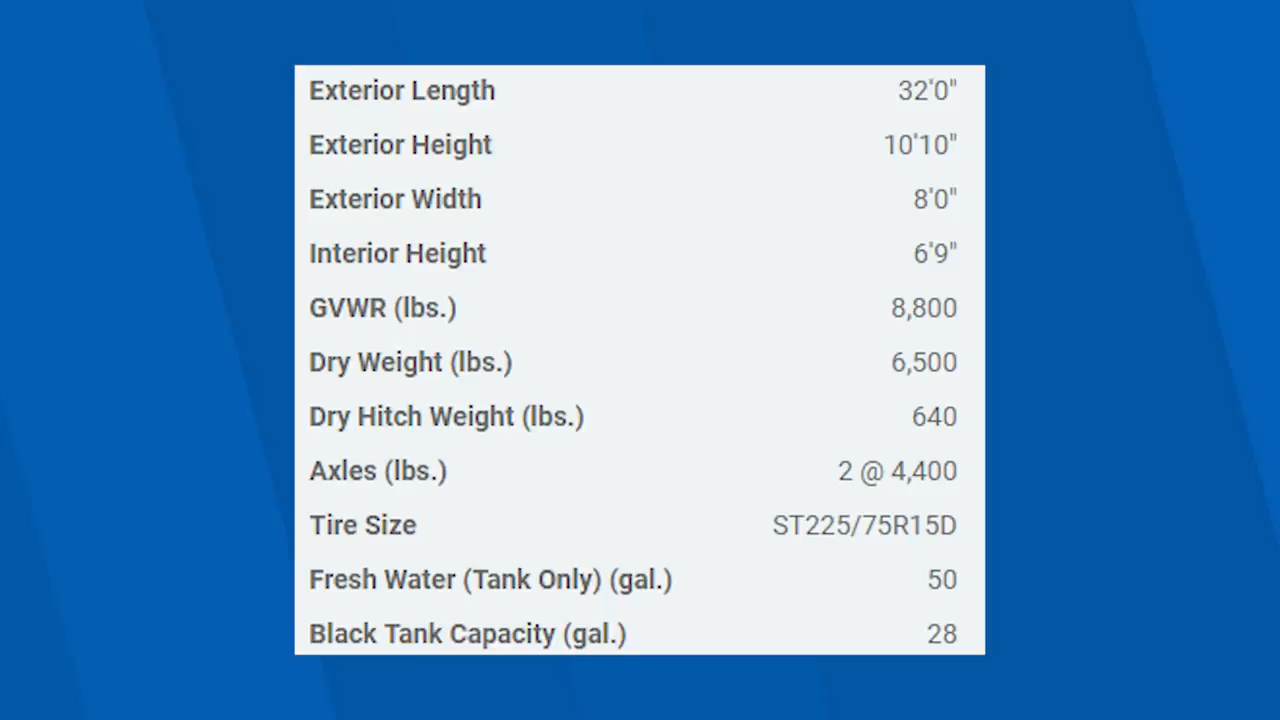 Exterior Length 32'0"
Exterior Height 10'10"
Exterior Width 8'0"
Interior Height 6'9"
GVWR (lbs.) 8,800
Dry Weight (lbs.) 6,500
Dry Hitch Weight (lbs.) 640
Axles (lbs.) 2 @ 4,400
Tire Size ST225/75R15D
Fresh Water (Tank Only) (gal.) 50
Black Tank Capacity (gal.) 28